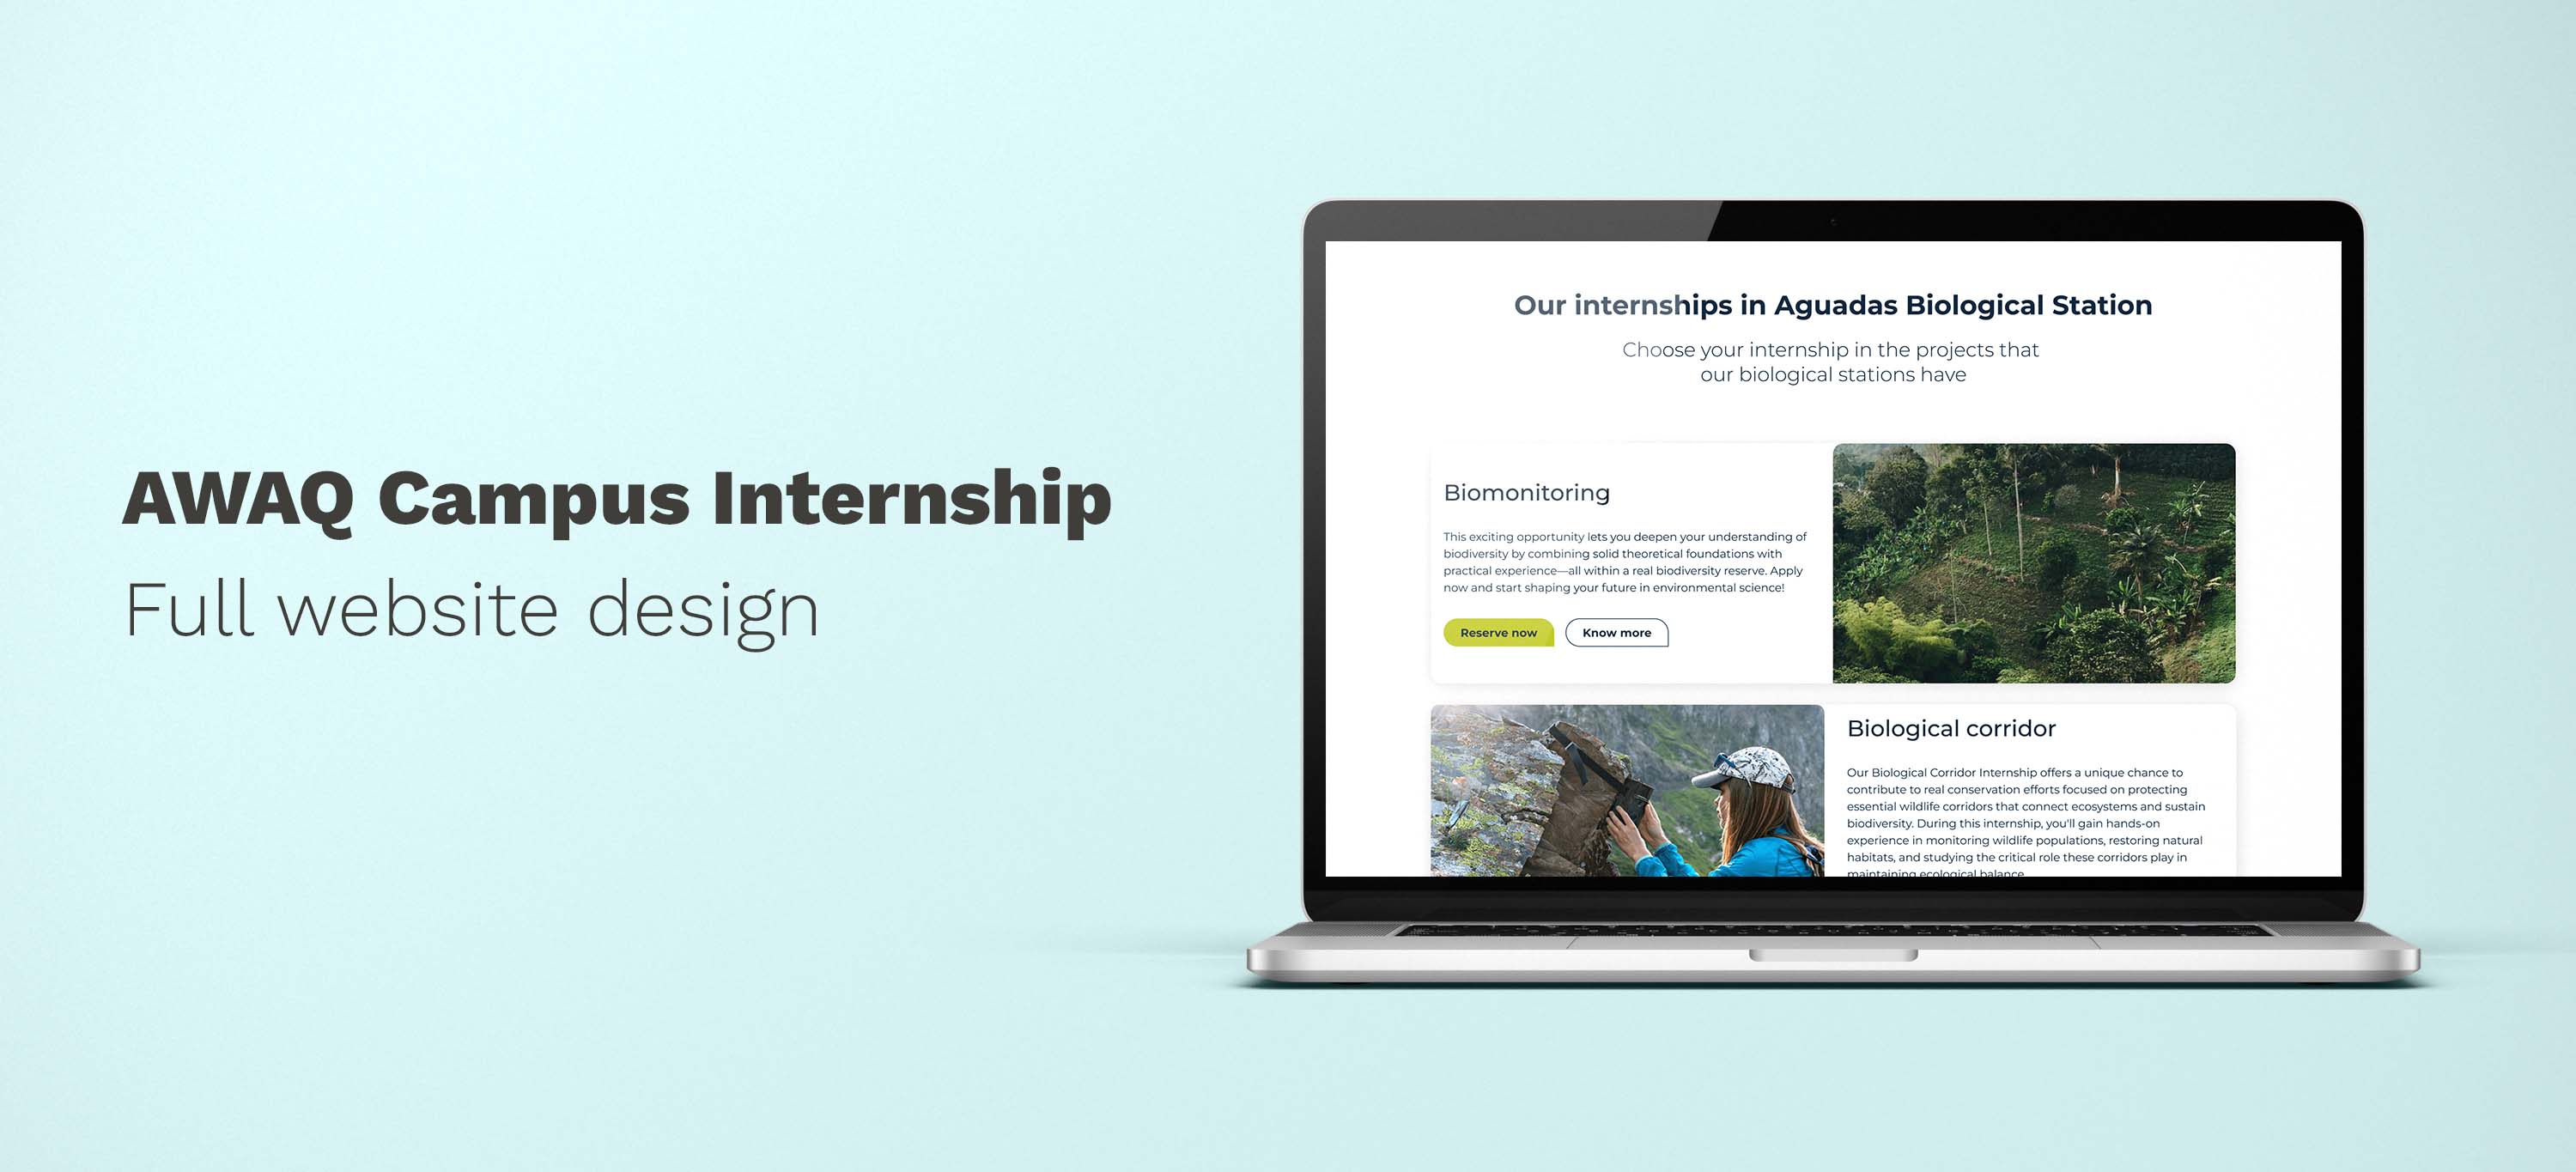 AWAQ Campus Internship
Full website design
Our internships in Aguadas Biological Station
Choose your internship in the projects that
our biological stations have
Biomonitoring
This exciting opportunity lets you deepen your understanding of
biodiversity by combining solid theoretical foundations with
practical experience—all within a real biodiversity reserve. Apply
now and start shaping your future in environmental science!
Reserve now
Know more
Biological corridor
Our Biological Corridor Internship offers a unique chance to
contribute to real conservation efforts focused on protecting
essential wildlife corridors that connect ecosystems and sustain
biodiversity. During this internship, you'll gain hands-on
experience in monitoring wildlife populations, restoring natural
habitats, and studying the critical role these corridors play in
maintaining ecological balance.